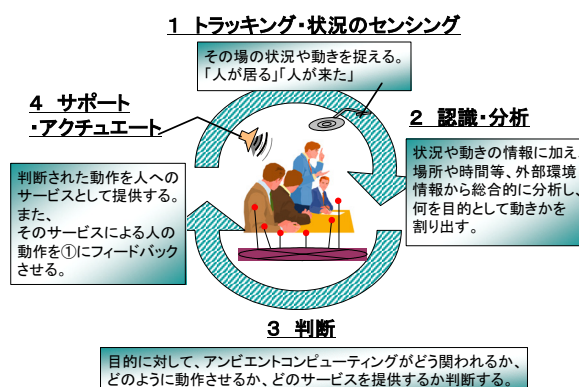 1 トラッキング・状況のセンシング
その場の状況や動きを捉える。
「人が居る」「人が来た」
2 認識・分析
状況や動きの情報に加え、
場所や時間等、外部環境
情報から総合的に分析し、
何を目的として動きかを
割り出す。
3 判断
目的に対して、アンビエントコンピューティングがどう関われるか、
どのように動作させるか、どのサービスを提供するか判断する。
4 サポート
・アクチュエート
判断された動作を人への
サービスとして提供する。
また、
そのサービスによる人の
動作を①にフィードバック
させる。